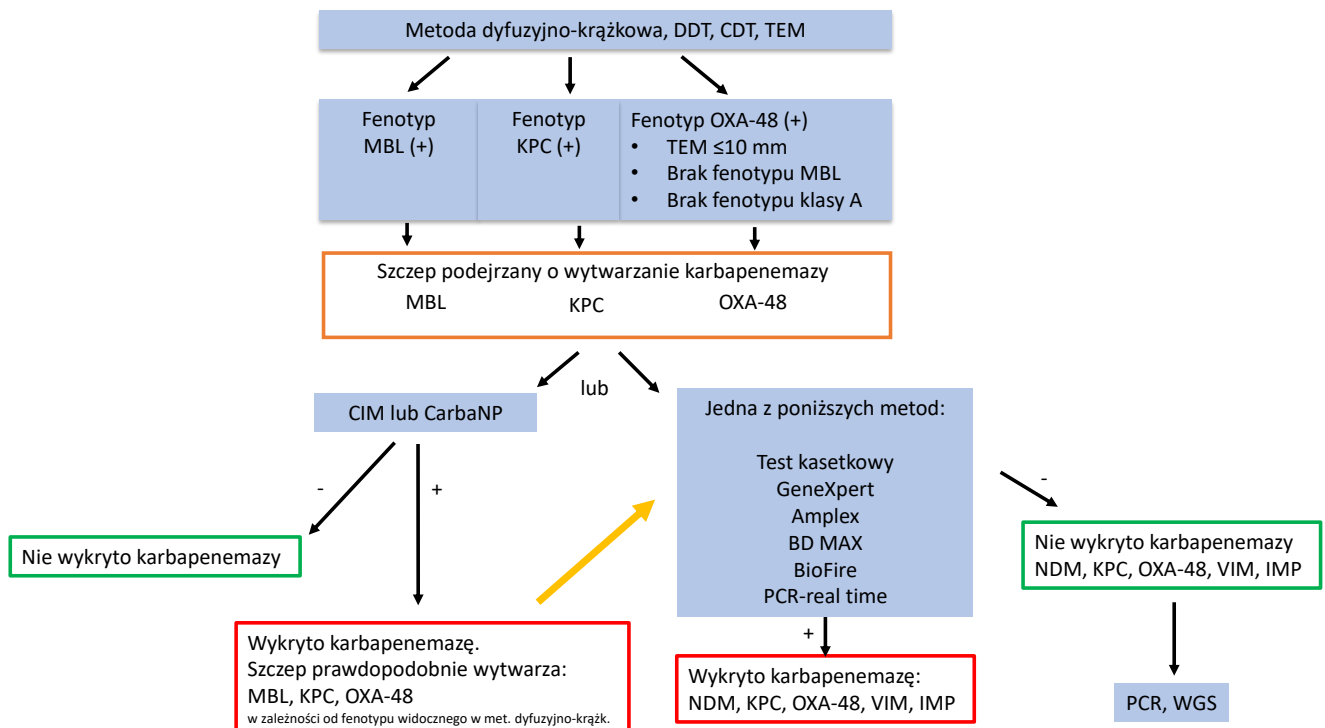 Metoda dyfuzyjno-krążkowa, DDT, CDT, TEM
Fenotyp
MBL (+)
Fenotyp
KPC (+)
Fenotyp OXA-48 (+)
• TEM ≤10 mm
• Brak fenotypu MBL
• Brak fenotypu klasy A
Szczep podejrzany o wytwarzanie karbapenemazy
MBL KPC OXA-48
lub
CIM lub CarbaNP
Jedna z poniższych metod:
Test kasetkowy
GeneXpert
Amplex
BD MAX
BioFire
PCR-real time
-
+
-
Nie wykryto karbapenemazy
Nie wykryto karbapenemazy
NDM, KPC, OXA-48, VIM, IMP
+
Wykryto karbapenemazę.
Szczep prawdopodobnie wytwarza:
MBL, KPC, OXA-48
w zależności od fenotypu widocznego w met. dyfuzyjno-krążk.
Wykryto karbapenemazę:
NDM, KPC, OXA-48, VIM, IMP
PCR, WGS